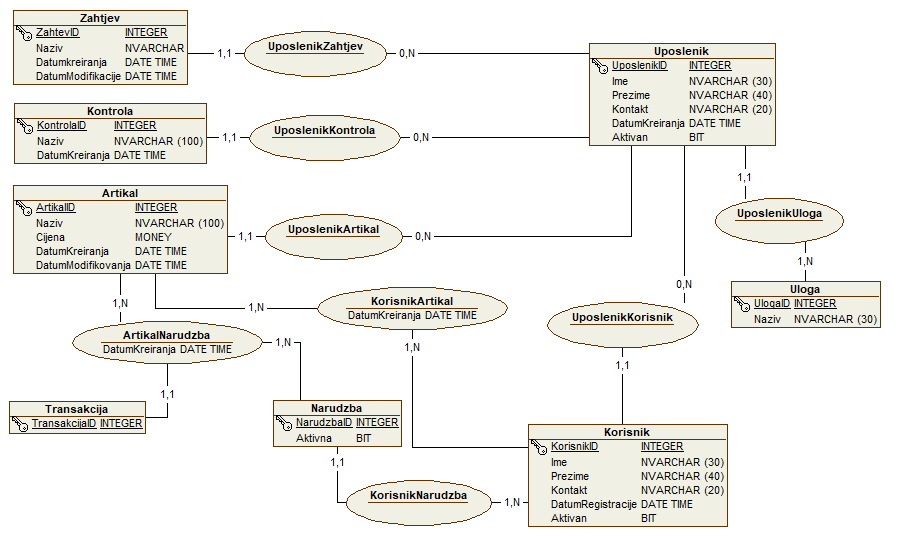 Zahtjev
ZahtevID INTEGER
Naziv NVARCHAR
Datumkreiranja DATE TIME
DatumModifikacije DATE TIME
1,1
UposlenikZahtjev
0,N
Uposlenik
UposlenikID INTEGER
Ime NVARCHAR (30)
Prezime NVARCHAR (40)
Kontakt NVARCHAR (20)
DatumKreiranja DATE TIME
Aktivan BIT
Kontrola
KontrolaID INTEGER
Naziv NVARCHAR (100)
DatumKreiranja DATE TIME
1,1
UposlenikKontrola
0,N
Artikal
ArtikalID INTEGER
Naziv NVARCHAR (100)
Cijena MONEY
DatumKreiranja DATE TIME
DatumModifikovanja DATE TIME
1,1
UposlenikArtikal
0,N
1,1
UposlenikUloga
1,N
Uloga
UlogaID INTEGER
Naziv NVARCHAR (30)
1,N
1,N
KorisnikArtikal
DatumKreiranja DATE TIME
1,N
0,N
UposlenikKorisnik
1,1
ArtikalNarudzba
DatumKreiranja DATE TIME
1,N
1,1
Transakcija
TransakcijaID INTEGER
Narudzba
NarudzbaID INTEGER
Aktivna BIT
1,1
KorisnikNarudzba
1,N
Korisnik
KorisnikID INTEGER
Ime NVARCHAR (30)
Prezime NVARCHAR (40)
Kontakt NVARCHAR (20)
DatumRegistracije DATE TIME
Aktivan BIT